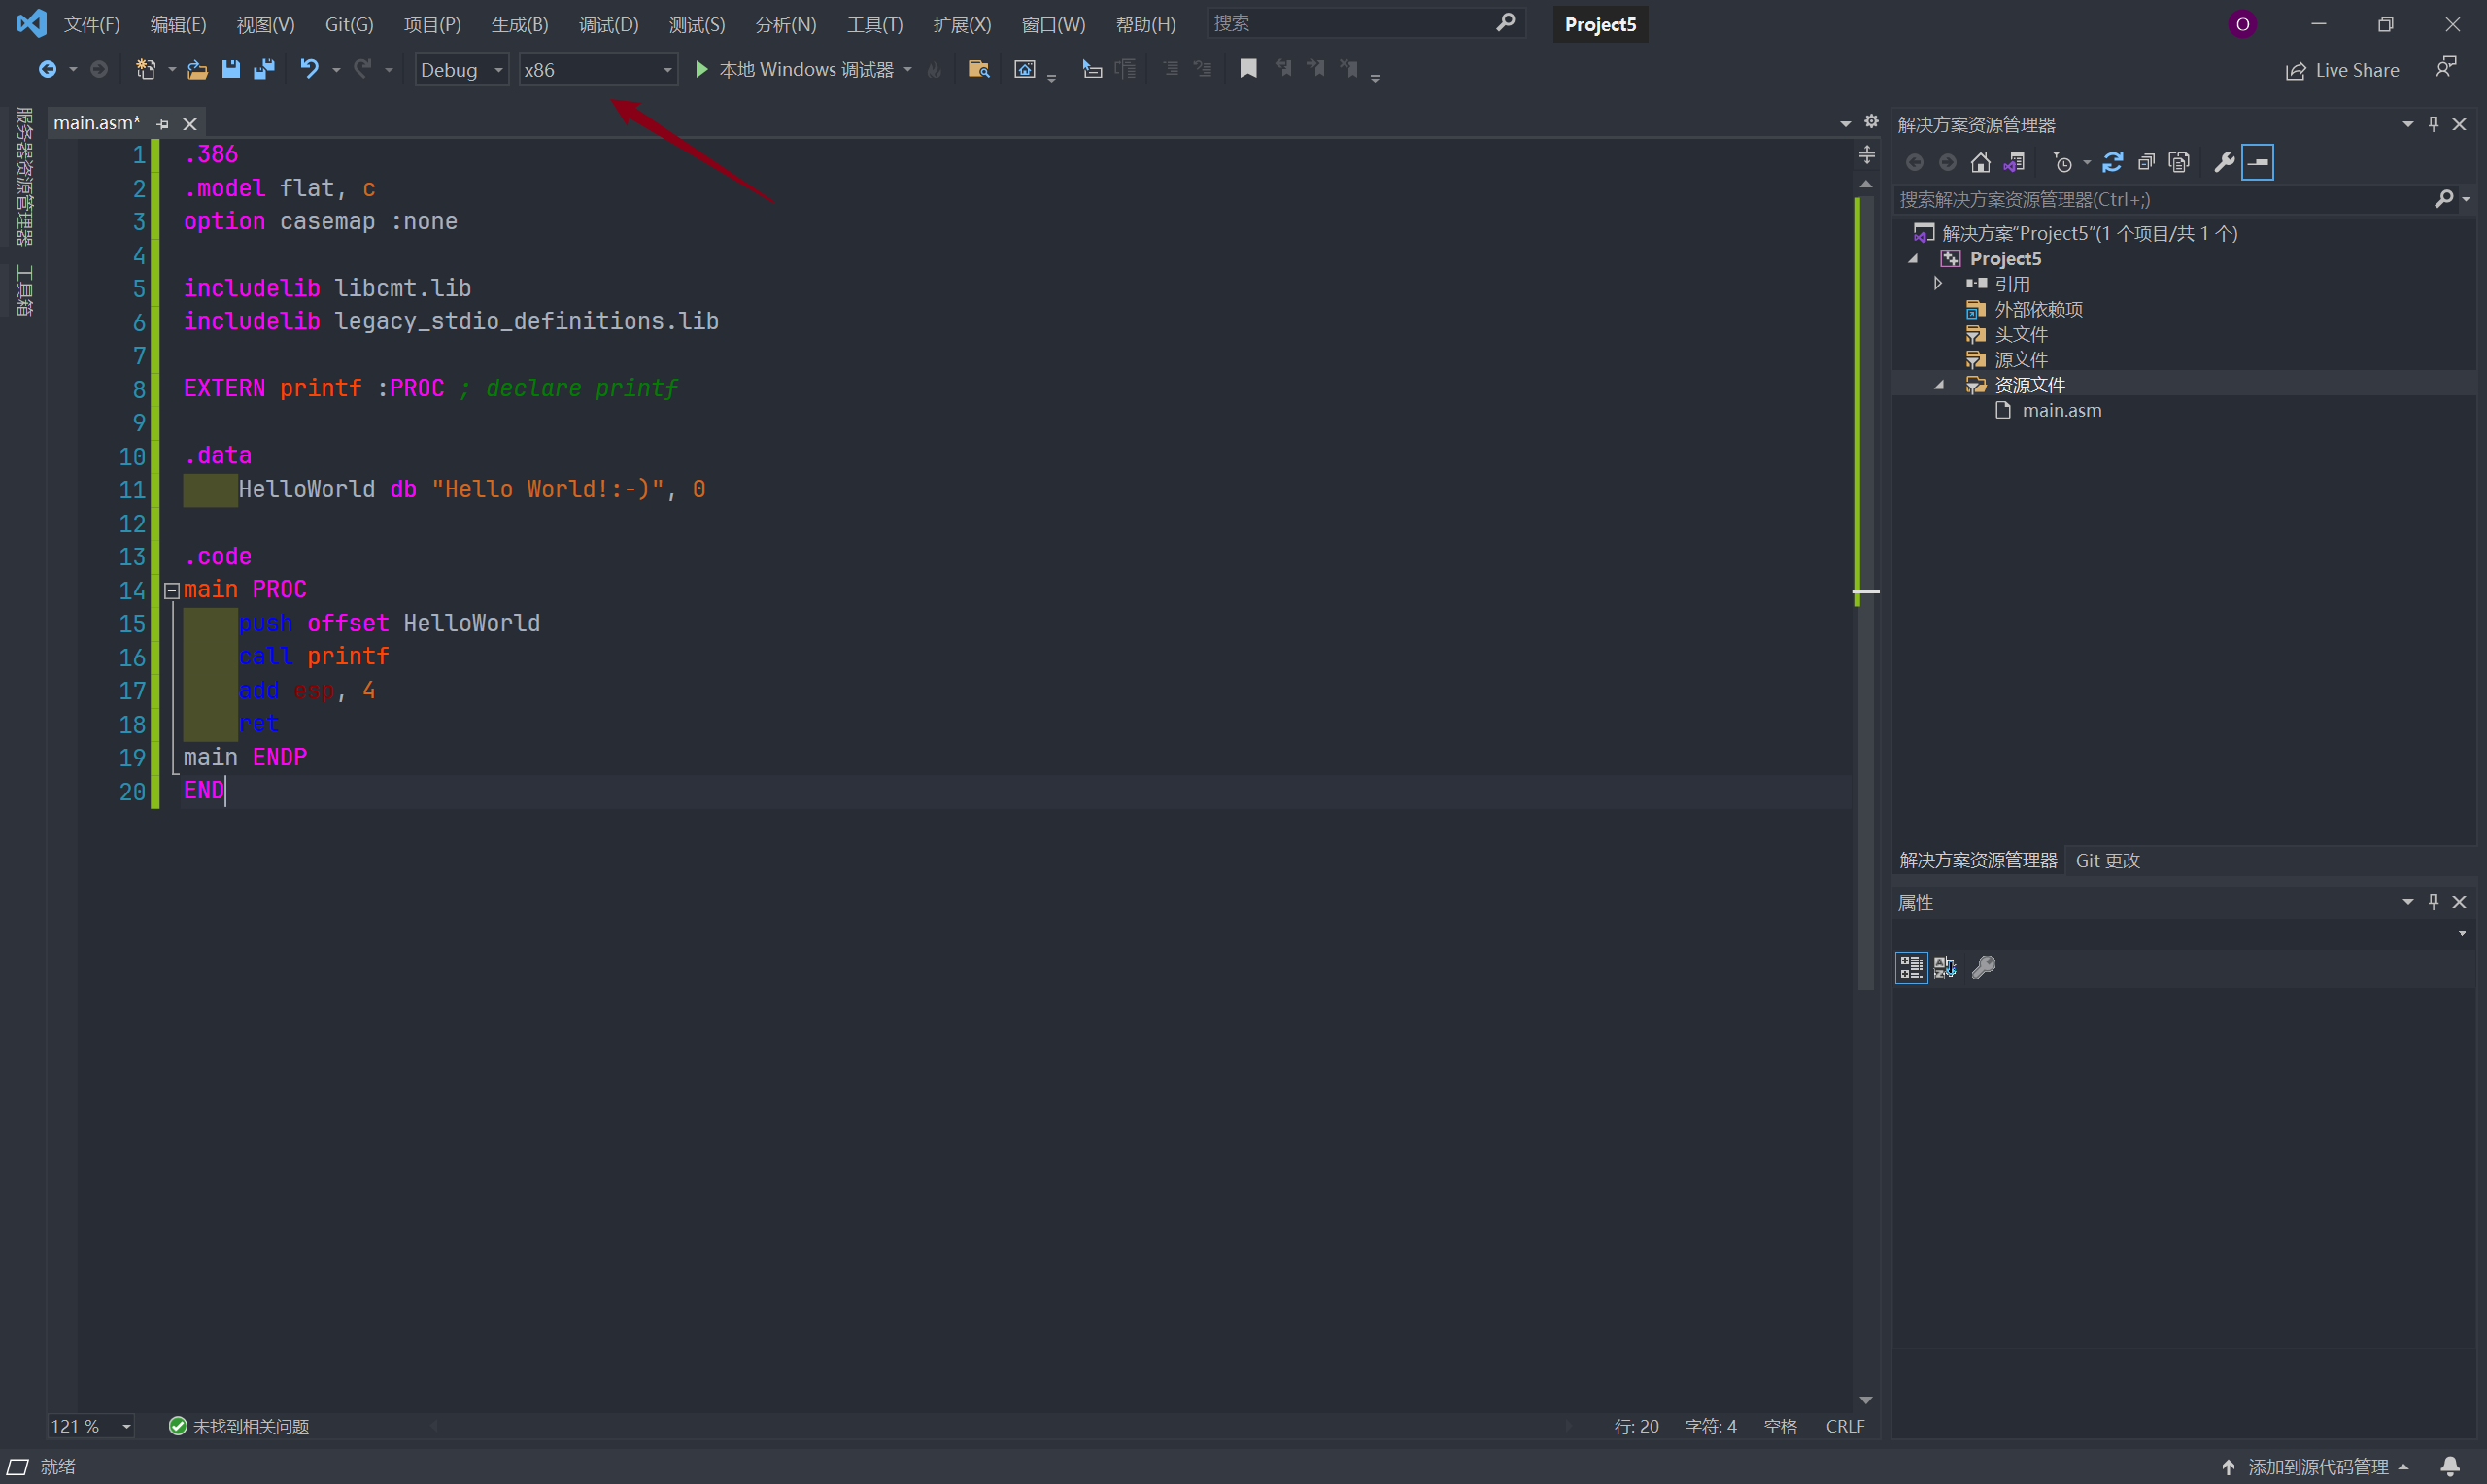 文件(F) 编辑(E) 视图(V) Git(G) 项目(P) 生成(B) 调试(D) 测试(S) 分析(N) 工具(T) 扩展(X) 窗口(W) 帮助(H) 搜索 Project5 O
Debug x86 本地 Windows 调试器 Live Share
服务器资源管理器
工具箱
main.asm*
1 .386
2 .model flat, c
3 option casemap :none
4
5 includelib libcmt.lib
6 includelib legacy_stdio_definitions.lib
7
8 EXTERN printf :PROC ; declare printf
9
10 .data
11 HelloWorld db "Hello World!:-)", 0
12
13 .code
14 main PROC
15 push offset HelloWorld
16 call printf
17 add esp, 4
18 ret
19 main ENDP
20 END
121 % 未找到相关问题 行: 20 字符: 4 空格 CRLF
解决方案资源管理器
搜索解决方案资源管理器(Ctrl+;)
解决方案"Project5"(1 个项目/共 1 个)
Project5
引用
外部依赖项
头文件
源文件
资源文件
main.asm
解决方案资源管理器 Git 更改
属性
就绪 添加到源代码管理